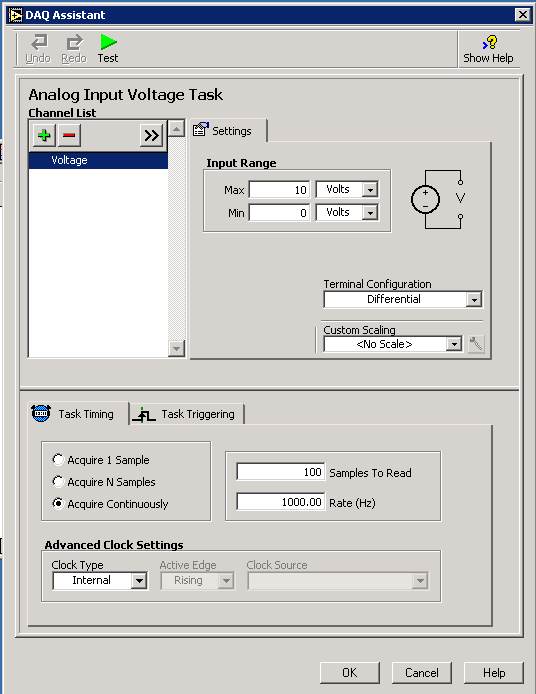 DAQ Assistant
Undo Redo Test Show Help
Analog Input Voltage Task
Channel List
Voltage
Settings
Input Range
Max 10 Volts
Min 0 Volts
+
−
V
Terminal Configuration
Differential
Custom Scaling
<No Scale>
Task Timing Task Triggering
Acquire 1 Sample
Acquire N Samples
Acquire Continuously
100 Samples To Read
1000.00 Rate (Hz)
Advanced Clock Settings
Clock Type Active Edge Clock Source
Internal Rising
OK Cancel Help